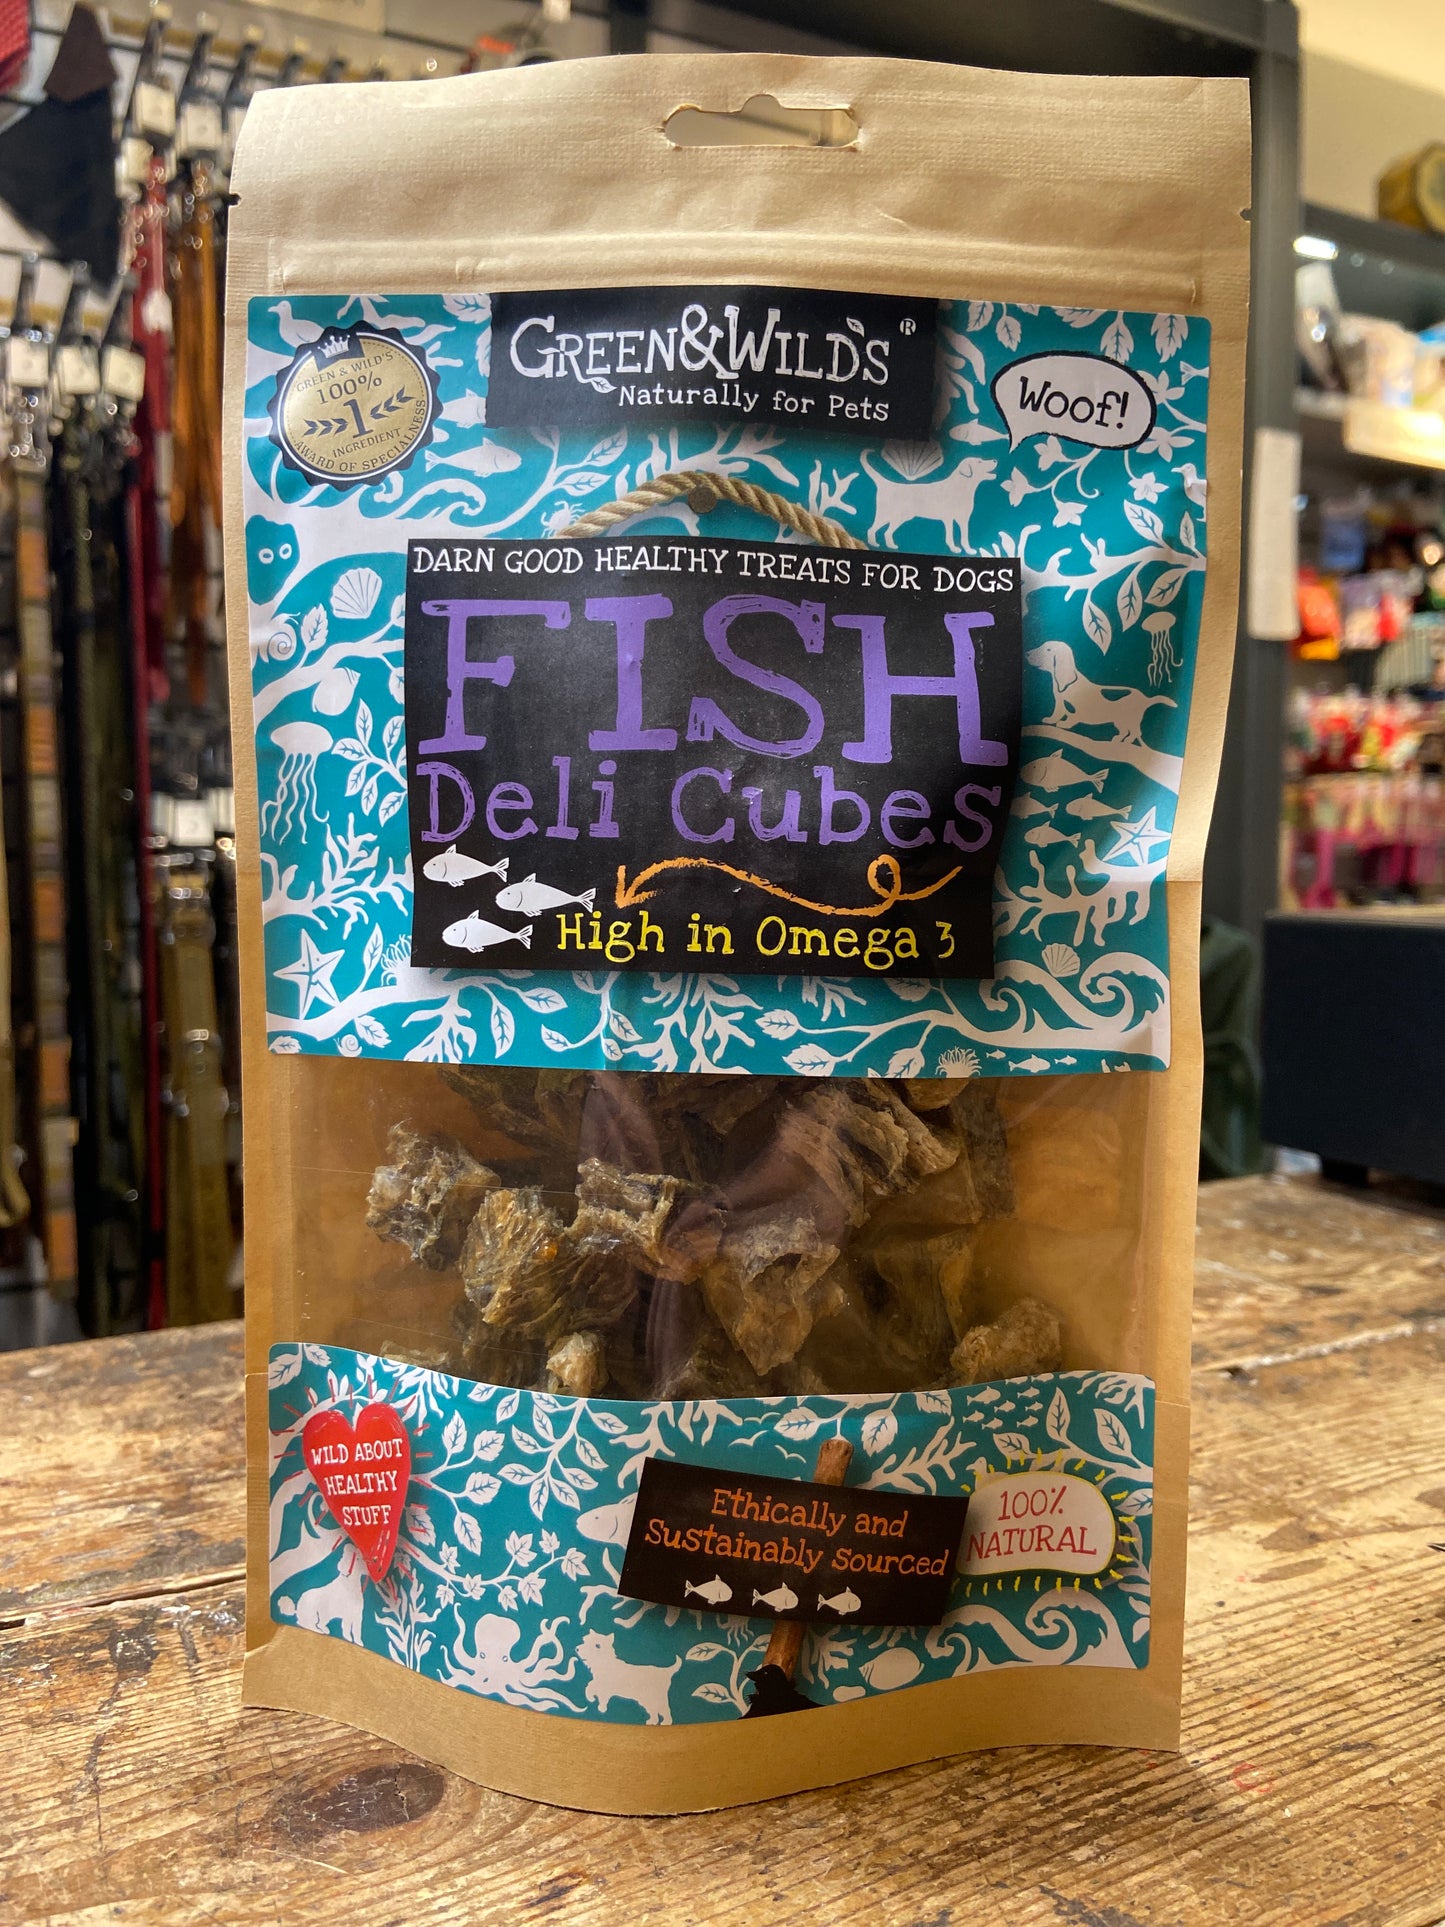 GREEN&WILD'S ®
Naturally for Pets
GREEN & WILD'S
100%
1
INGREDIENT
AWARD OF SPECIALNESS
Woof!
DARN GOOD HEALTHY TREATS FOR DOGS
FISH
Deli Cubes
High in Omega 3
WILD ABOUT
HEALTHY
STUFF
Ethically and
Sustainably Sourced
100%
NATURAL